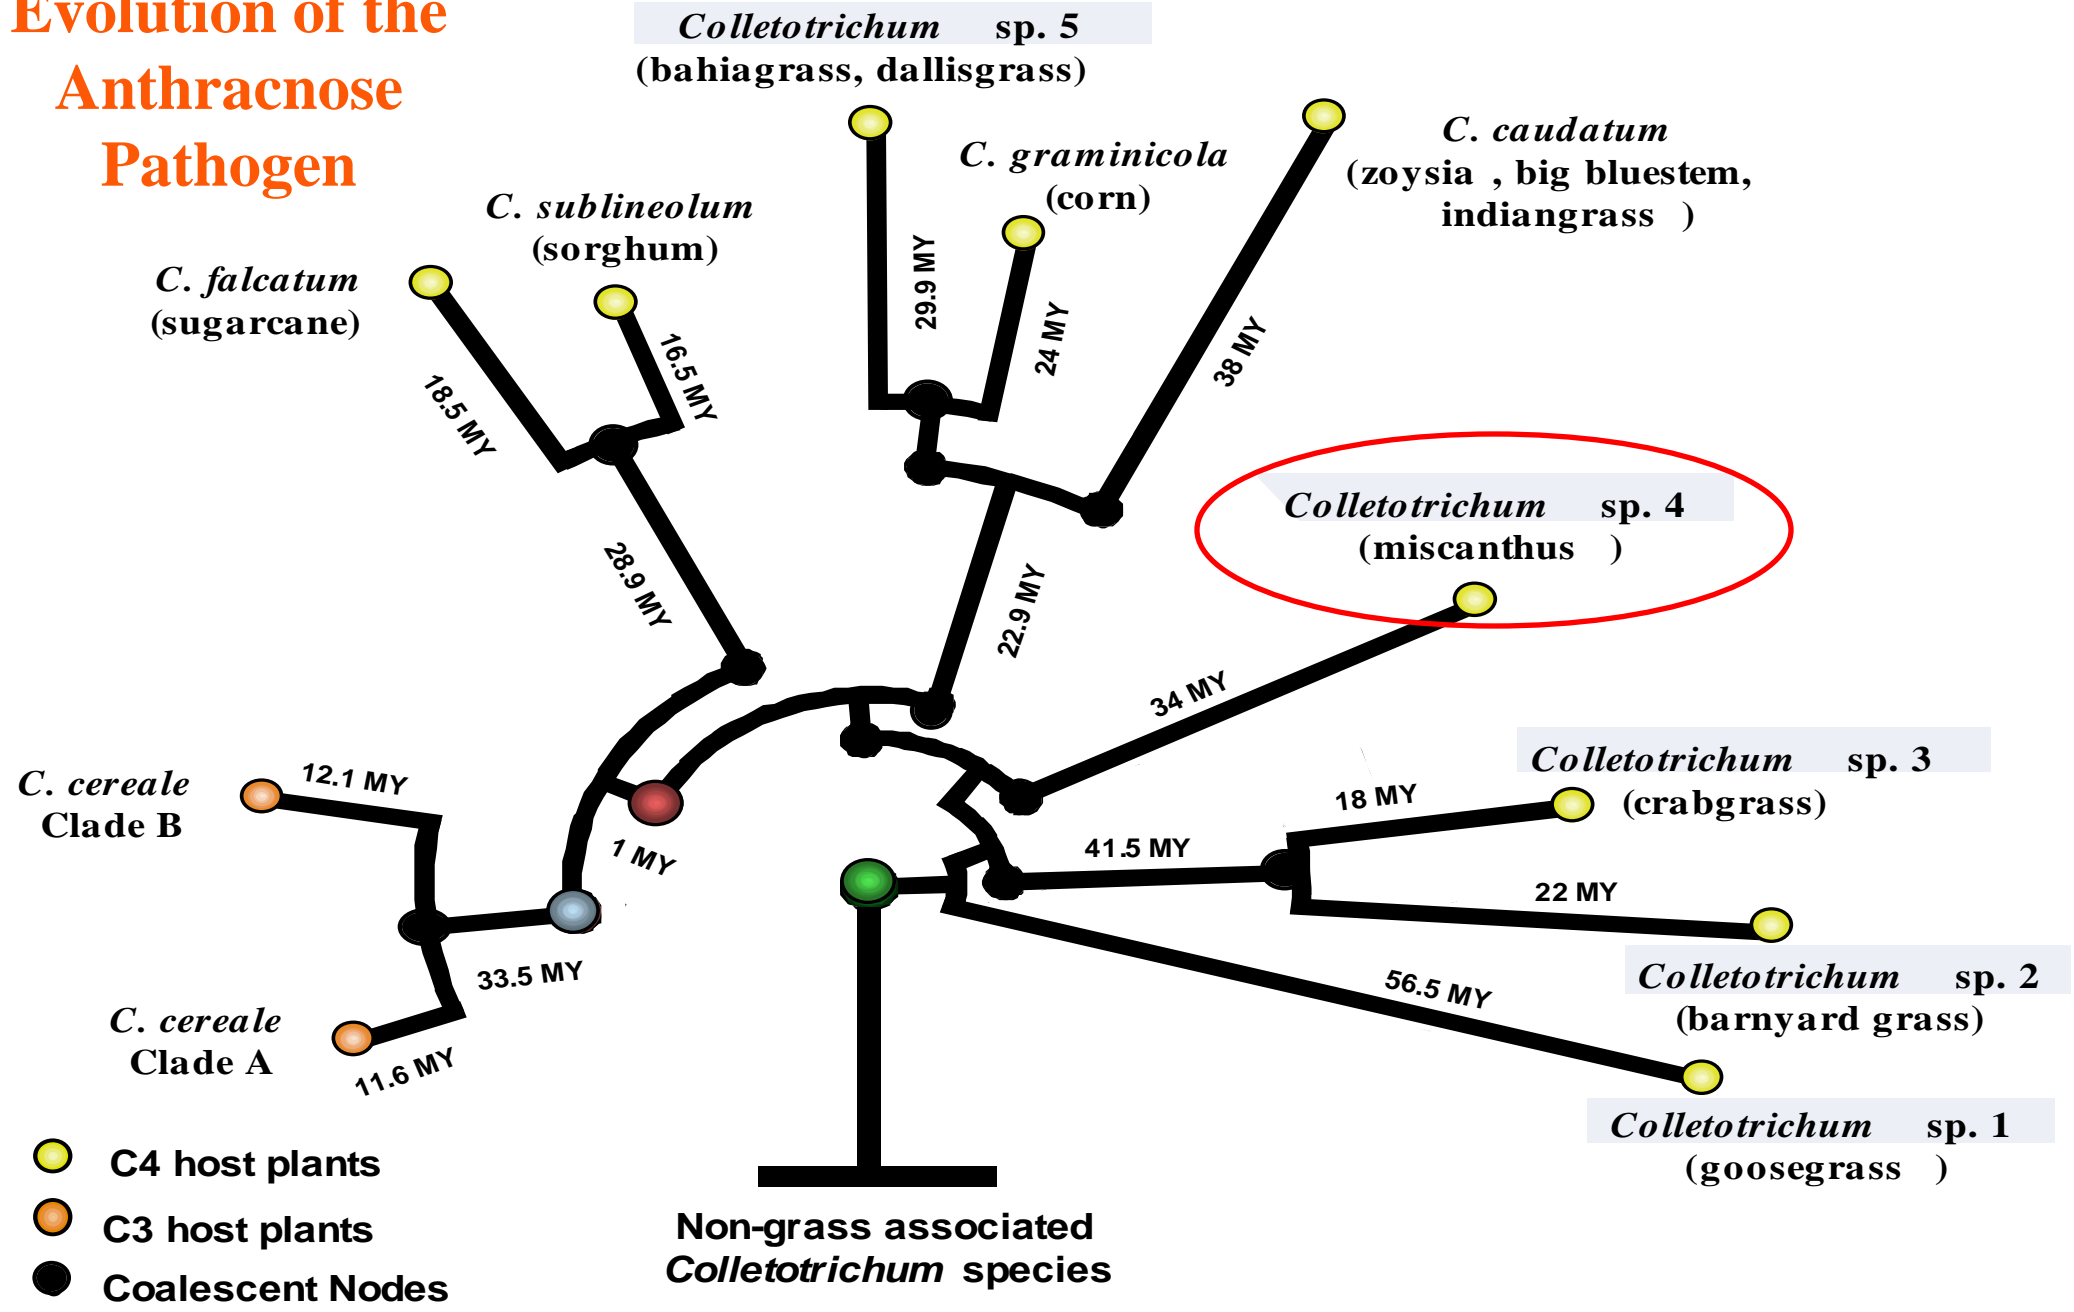 Evolution of the
Anthracnose
Pathogen
Colletotrichum sp. 5
(bahiagrass, dallisgrass)
C. graminicola
(corn)
C. caudatum
(zoysia , big bluestem,
indiangrass )
C. sublineolum
(sorghum)
C. falcatum
(sugarcane)
29.9 MY
24 MY
38 MY
16.5 MY
18.5 MY
Colletotrichum sp. 4
(miscanthus )
28.9 MY
22.9 MY
34 MY
Colletotrichum sp. 3
(crabgrass)
C. cereale
Clade B
12.1 MY
18 MY
1 MY
41.5 MY
22 MY
33.5 MY
Colletotrichum sp. 2
(barnyard grass)
56.5 MY
C. cereale
Clade A
11.6 MY
Colletotrichum sp. 1
(goosegrass )
C4 host plants
C3 host plants
Coalescent Nodes
Non-grass associated
Colletotrichum species